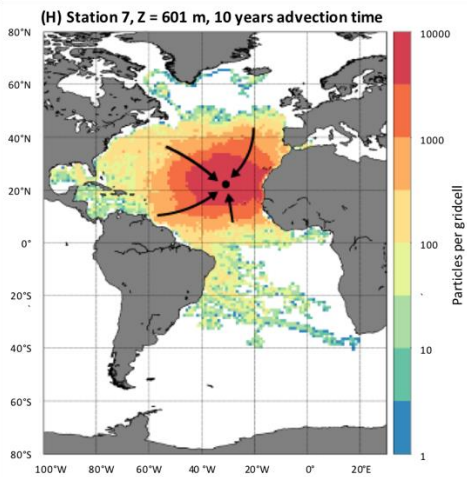 (H) Station 7, Z = 601 m, 10 years advection time
80°N
60°N
40°N
20°N
0°
20°S
40°S
60°S
80°S
100°W 80°W 60°W 40°W 20°W 0° 20°E
10000
1000
100
10
1
Particles per gridcell